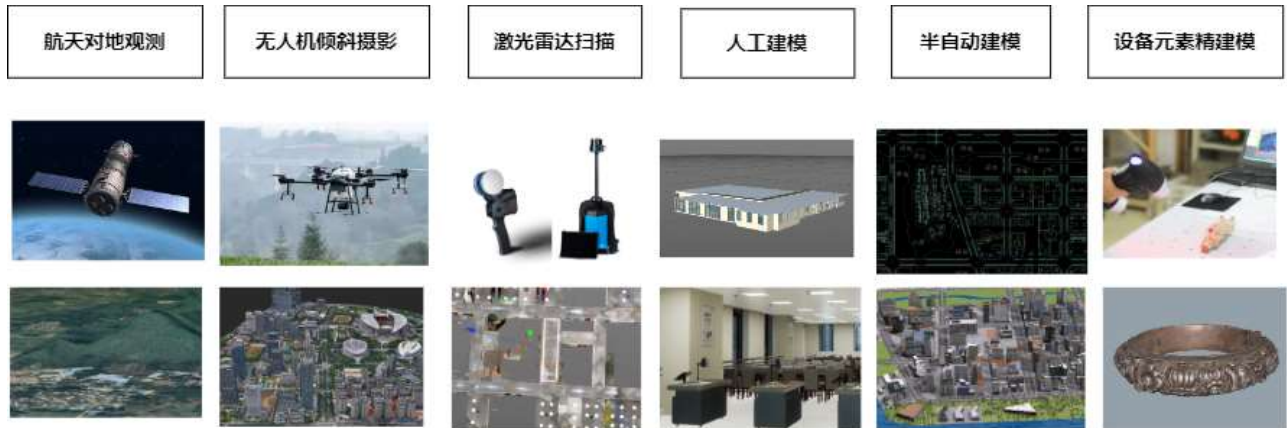 航天对地观测
无人机倾斜摄影
激光雷达扫描
人工建模
半自动建模
设备元素精建模